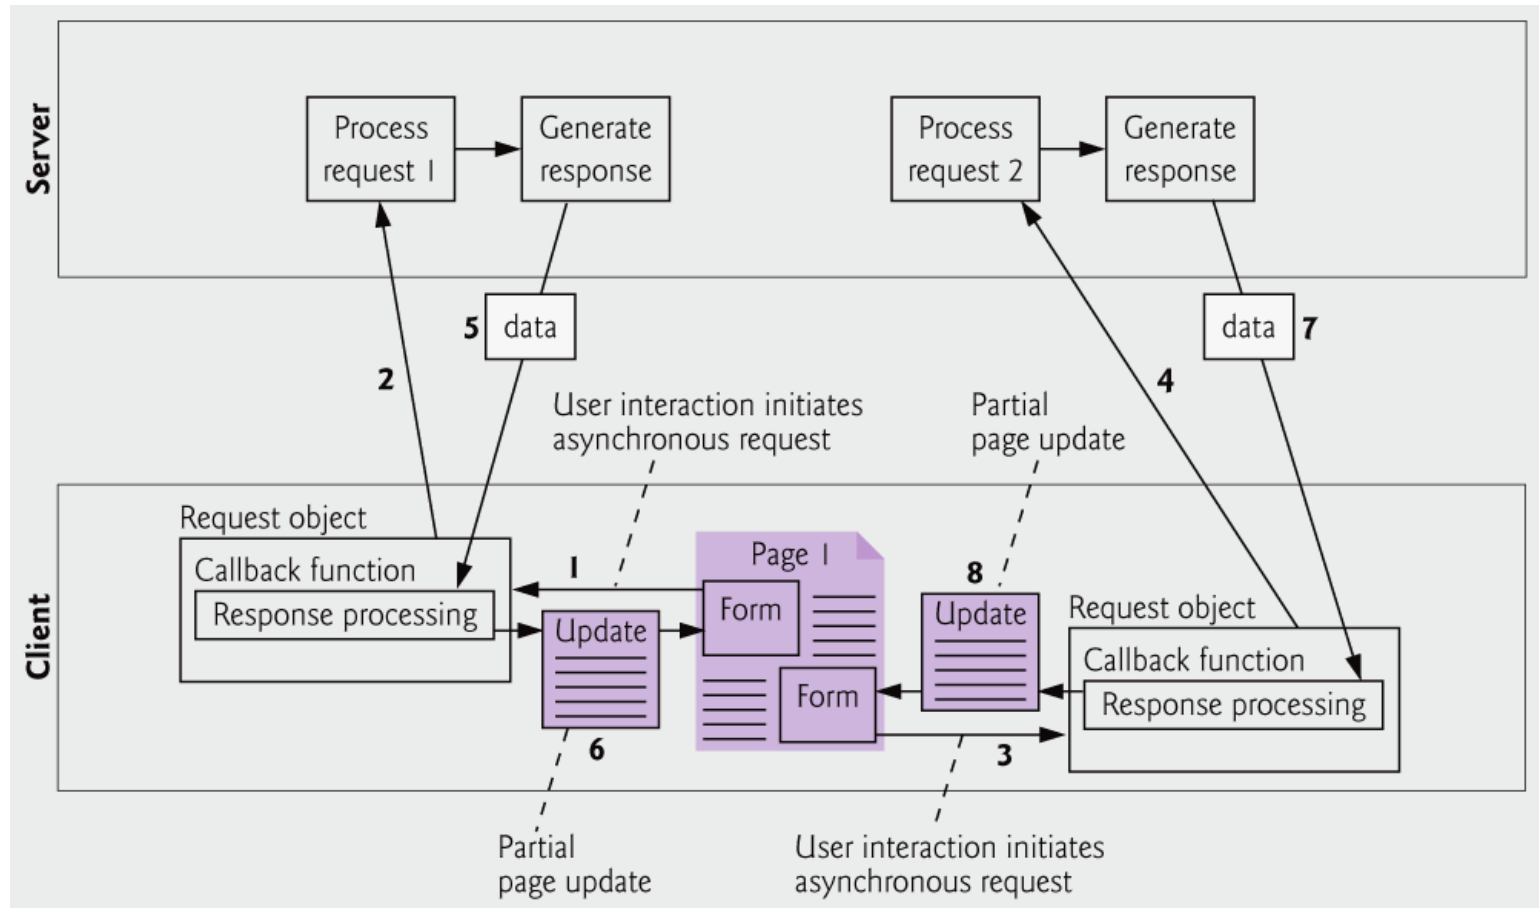 Server
Process
request 1
Generate
response
Process
request 2
Generate
response
5
data
data
7
2
4
User interaction initiates
asynchronous request
Partial
page update
Client
Request object
Callback function
Response processing
1
Update
6
Page 1
Form
Form
8
Update
3
Request object
Callback function
Response processing
Partial
page update
User interaction initiates
asynchronous request